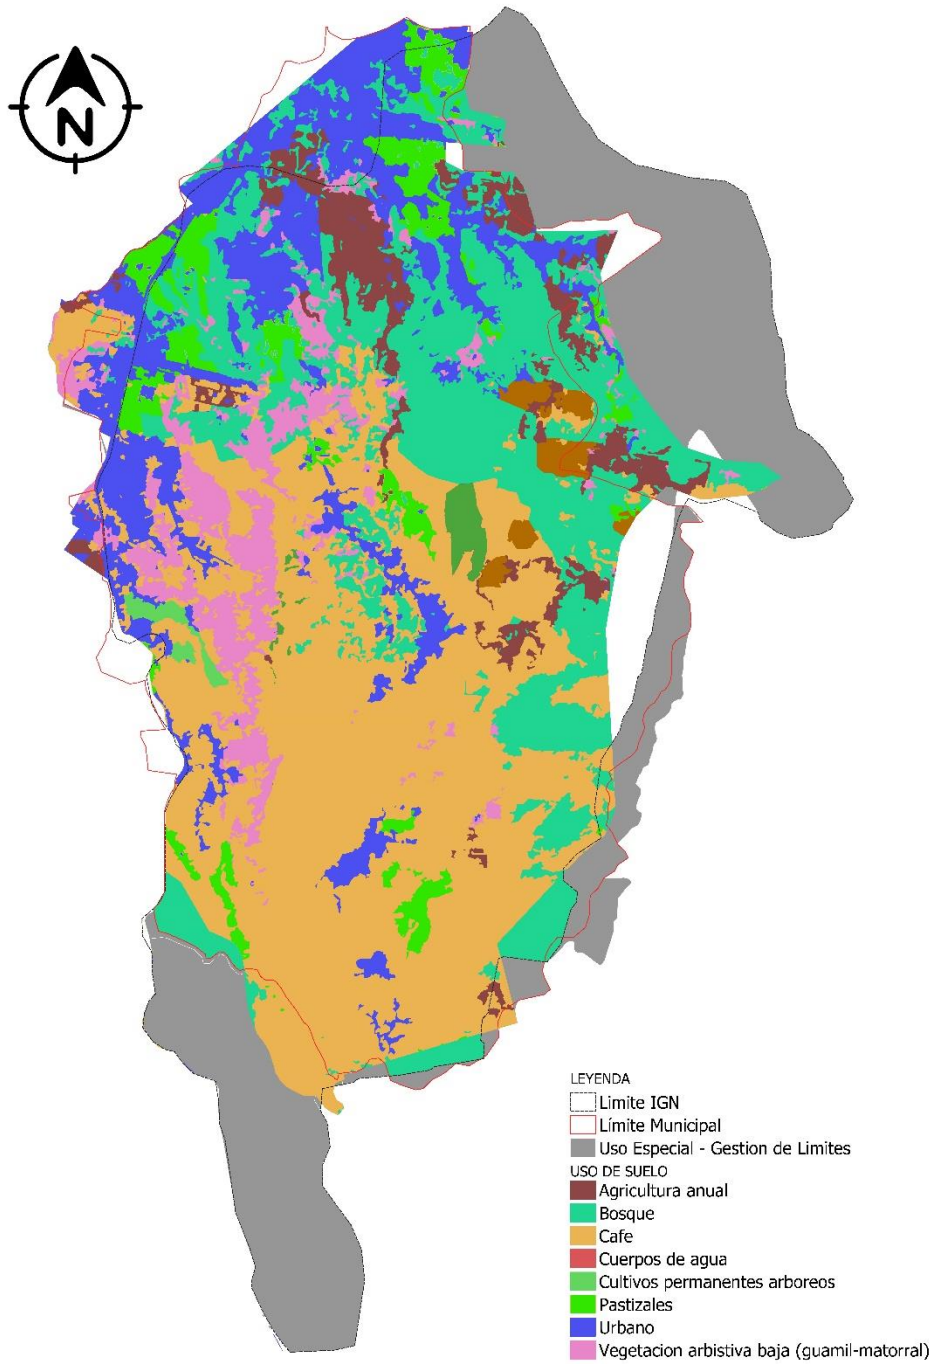 N
LEYENDA
Limite IGN
Límite Municipal
Uso Especial - Gestion de Limites
USO DE SUELO
Agricultura anual
Bosque
Cafe
Cuerpos de agua
Cultivos permanentes arboreos
Pastizales
Urbano
Vegetacion arbistiva baja (guamil-matorral)